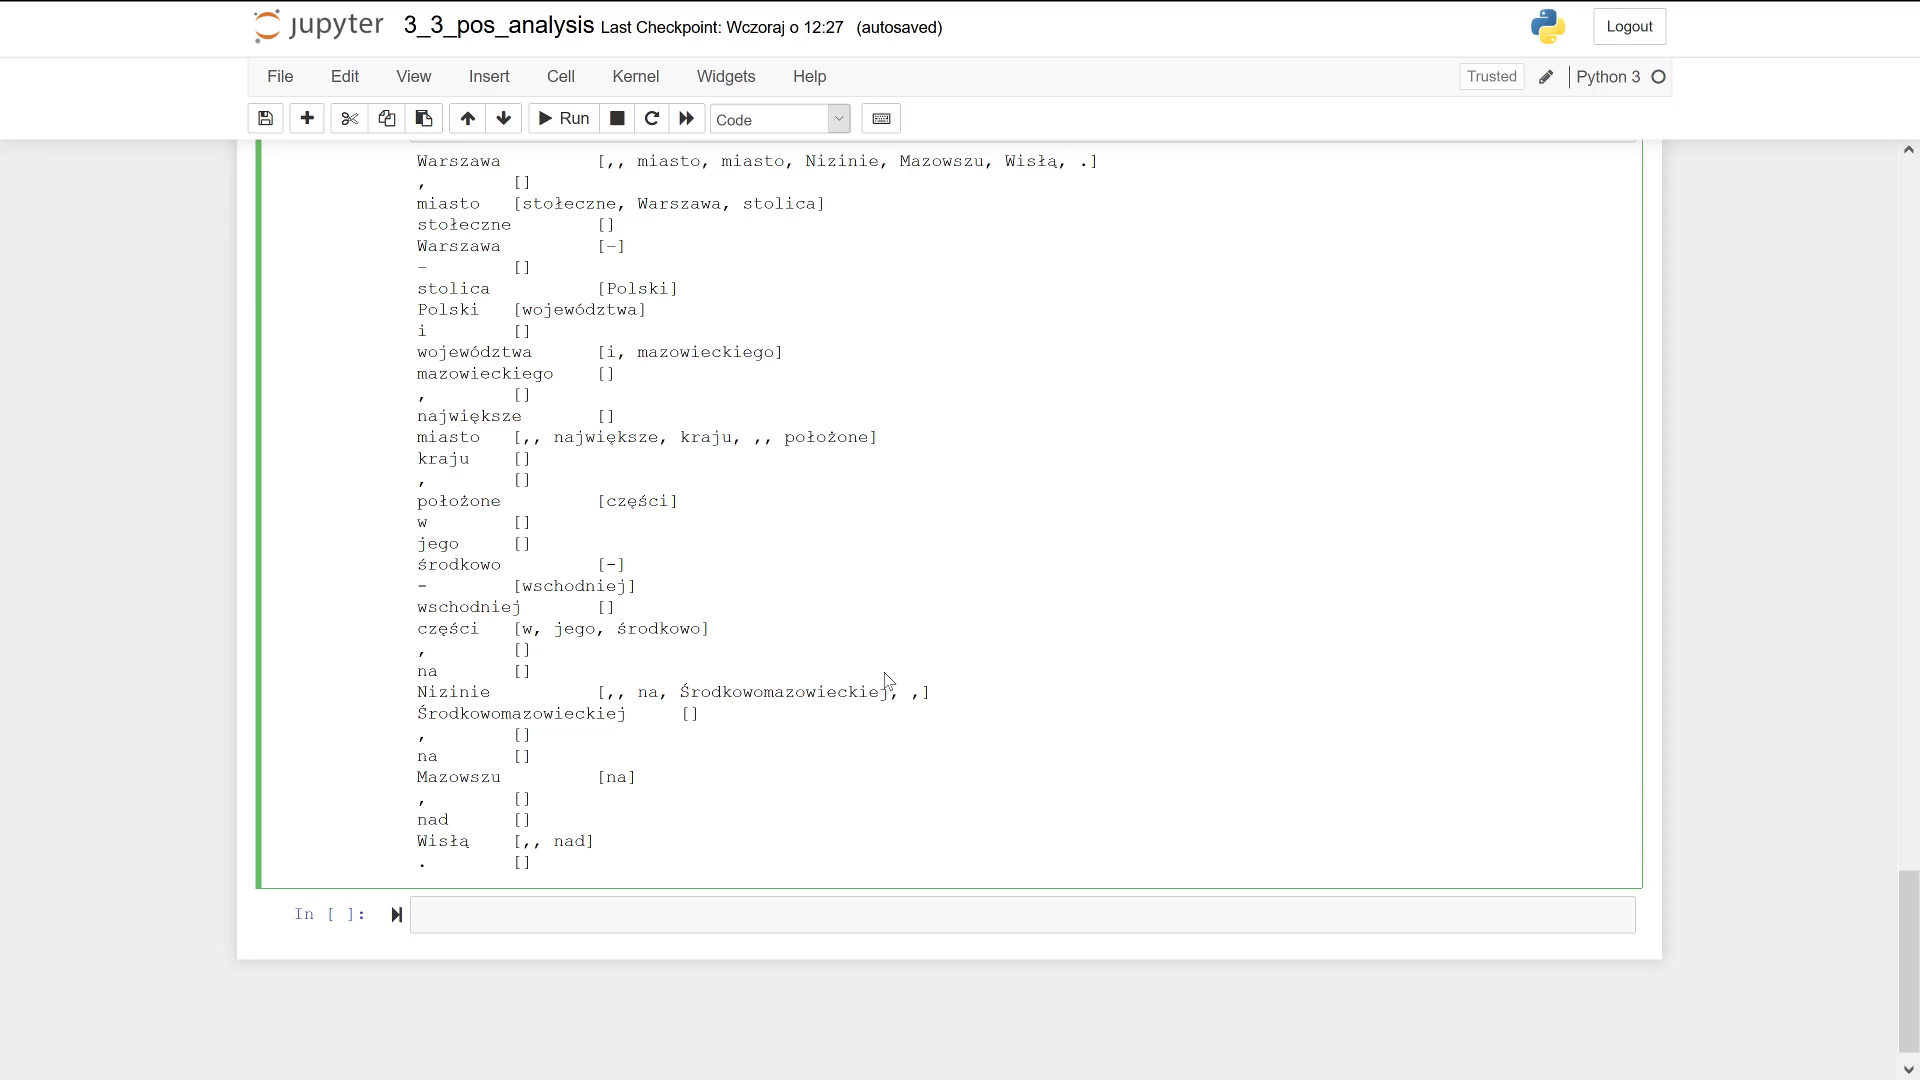 jupyter 3_3_pos_analysis Last Checkpoint: Wczoraj o 12:27 (autosaved) Logout
File Edit View Insert Cell Kernel Widgets Help Trusted Python 3
Run Code
Warszawa [,, miasto, miasto, Nizinie, Mazowszu, Wisłą, .]
, []
miasto [stołeczne, Warszawa, stolica]
stołeczne []
Warszawa [–]
– []
stolica [Polski]
Polski [województwa]
i []
województwa [i, mazowieckiego]
mazowieckiego []
, []
największe []
miasto [,, największe, kraju, ,, położone]
kraju []
, []
położone [części]
w []
jego []
środkowo [-]
- [wschodniej]
wschodniej []
części [w, jego, środkowo]
, []
na []
Nizinie [,, na, Środkowomazowieckiej, ,]
Środkowomazowieckiej []
, []
na []
Mazowszu [na]
, []
nad []
Wisłą [,, nad]
. []
In [ ]: